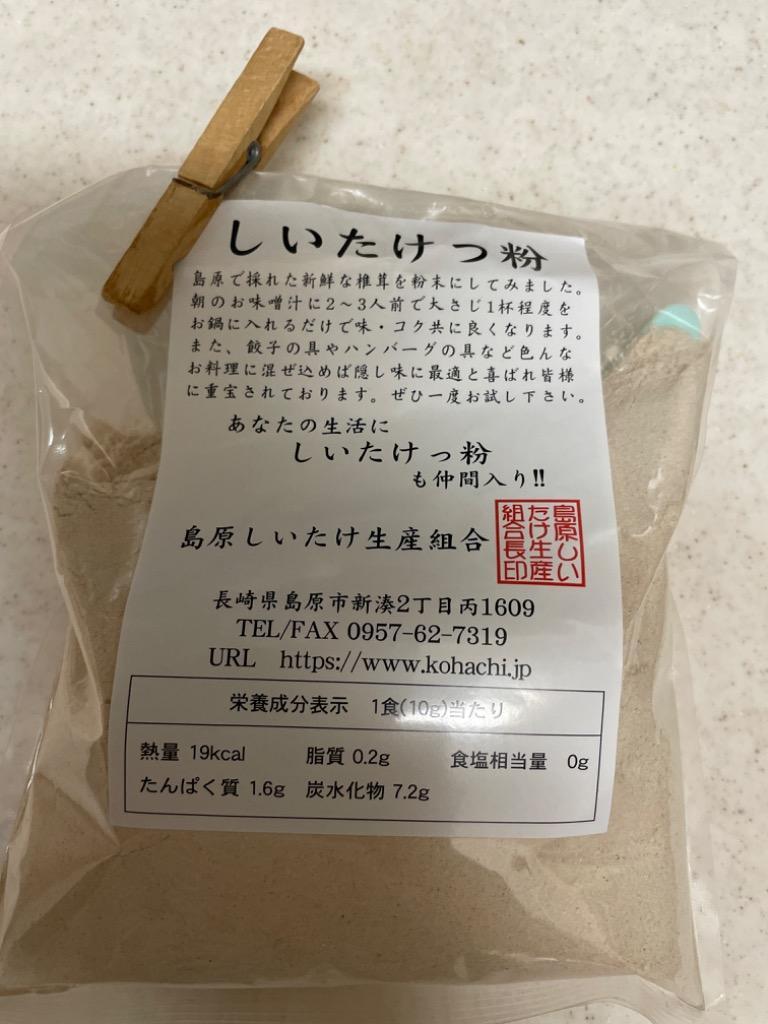 しいたけっ粉
島原で採れた新鮮な椎茸を粉末にしてみました。
朝のお味噌汁に2～3人前で大さじ1杯程度を
お鍋に入れるだけで味・コク共に良くなります。
また、餃子の具やハンバーグの具など色んな
お料理に混ぜ込めば隠し味に最適と喜ばれ皆様
に重宝されております。ぜひ一度お試し下さい。
あなたの生活に
しいたけっ粉
も仲間入り!!
島原しいたけ生産組合
島原しい
たけ生産
組合長印
長崎県島原市新湊2丁目丙1609
TEL/FAX 0957-62-7319
URL https://www.kohachi.jp
栄養成分表示 1食(10g)当たり
熱量 19kcal 脂質 0.2g 食塩相当量 0g
たんぱく質 1.6g 炭水化物 7.2g